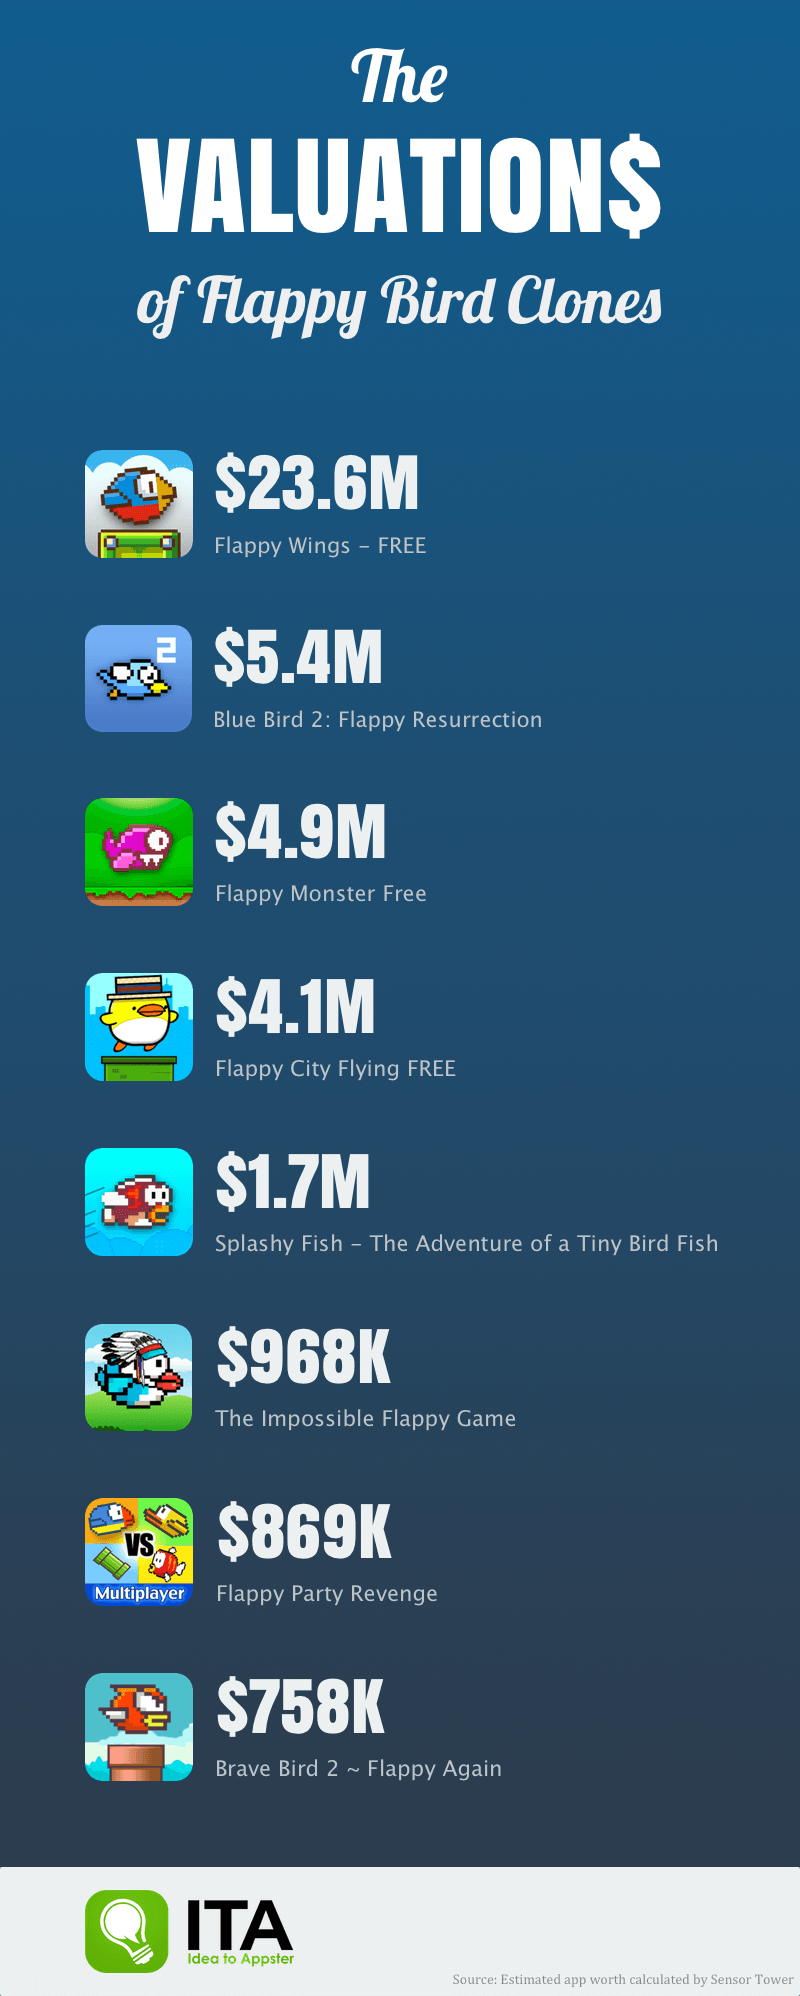 The
VALUATION$
of Flappy Bird Clones
$23.6M
Flappy Wings - FREE
2
$5.4M
Blue Bird 2: Flappy Resurrection
$4.9M
Flappy Monster Free
$4.1M
Flappy City Flying FREE
$1.7M
Splashy Fish - The Adventure of a Tiny Bird Fish
$968K
The Impossible Flappy Game
VS
Multiplayer
$869K
Flappy Party Revenge
$758K
Brave Bird 2 ~ Flappy Again
ITA
Idea to Appster
Source: Estimated app worth calculated by Sensor Tower